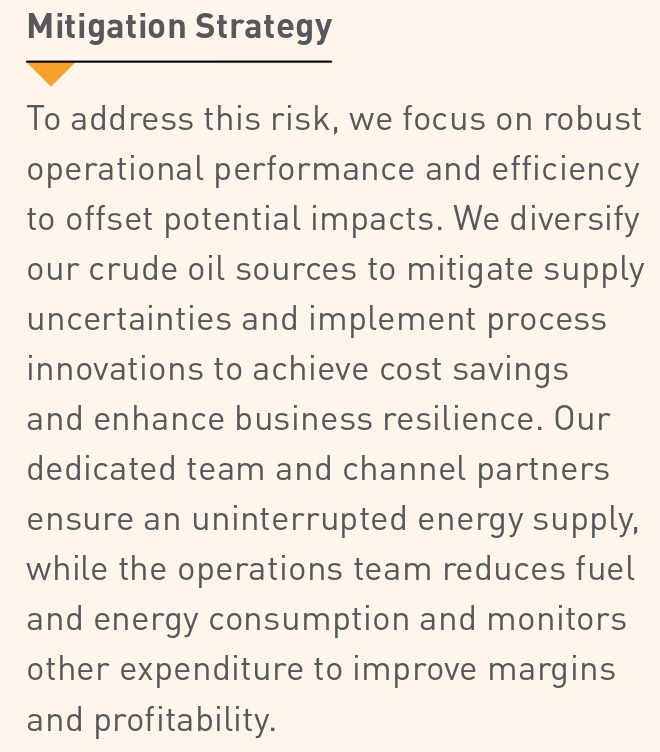 Mitigation Strategy
To address this risk, we focus on robust
operational performance and efficiency
to offset potential impacts. We diversify
our crude oil sources to mitigate supply
uncertainties and implement process
innovations to achieve cost savings
and enhance business resilience. Our
dedicated team and channel partners
ensure an uninterrupted energy supply,
while the operations team reduces fuel
and energy consumption and monitors
other expenditure to improve margins
and profitability.